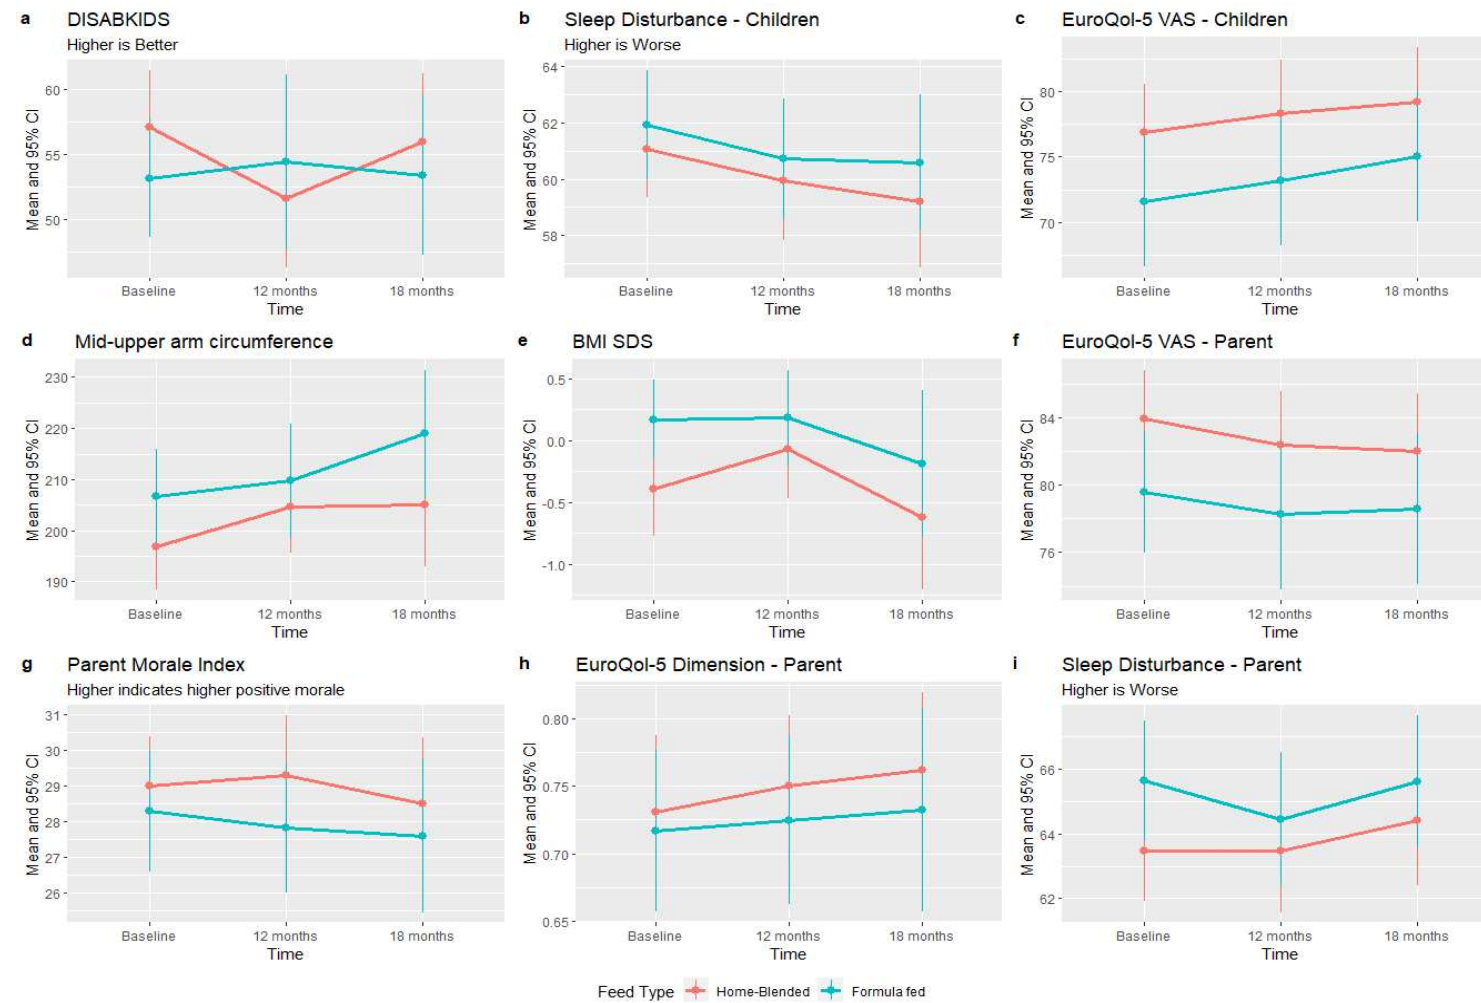 a DISABKIDS
Higher is Better
Mean and 95% CI
60
55
50
Baseline 12 months 18 months
Time
b Sleep Disturbance - Children
Higher is Worse
Mean and 95% CI
64
62
60
58
Baseline 12 months 18 months
Time
c EuroQol-5 VAS - Children
Mean and 95% CI
80
75
70
Baseline 12 months 18 months
Time
d Mid-upper arm circumference
Mean and 95% CI
230
220
210
200
190
Baseline 12 months 18 months
Time
e BMI SDS
Mean and 95% CI
0.5
0.0
-0.5
-1.0
Baseline 12 months 18 months
Time
f EuroQol-5 VAS - Parent
Mean and 95% CI
84
80
76
Baseline 12 months 18 months
Time
g Parent Morale Index
Higher indicates higher positive morale
Mean and 95% CI
31
30
29
28
27
26
Baseline 12 months 18 months
Time
h EuroQol-5 Dimension - Parent
Mean and 95% CI
0.80
0.75
0.70
0.65
Baseline 12 months 18 months
Time
i Sleep Disturbance - Parent
Higher is Worse
Mean and 95% CI
66
64
62
Baseline 12 months 18 months
Time
Feed Type Home-Blended Formula fed